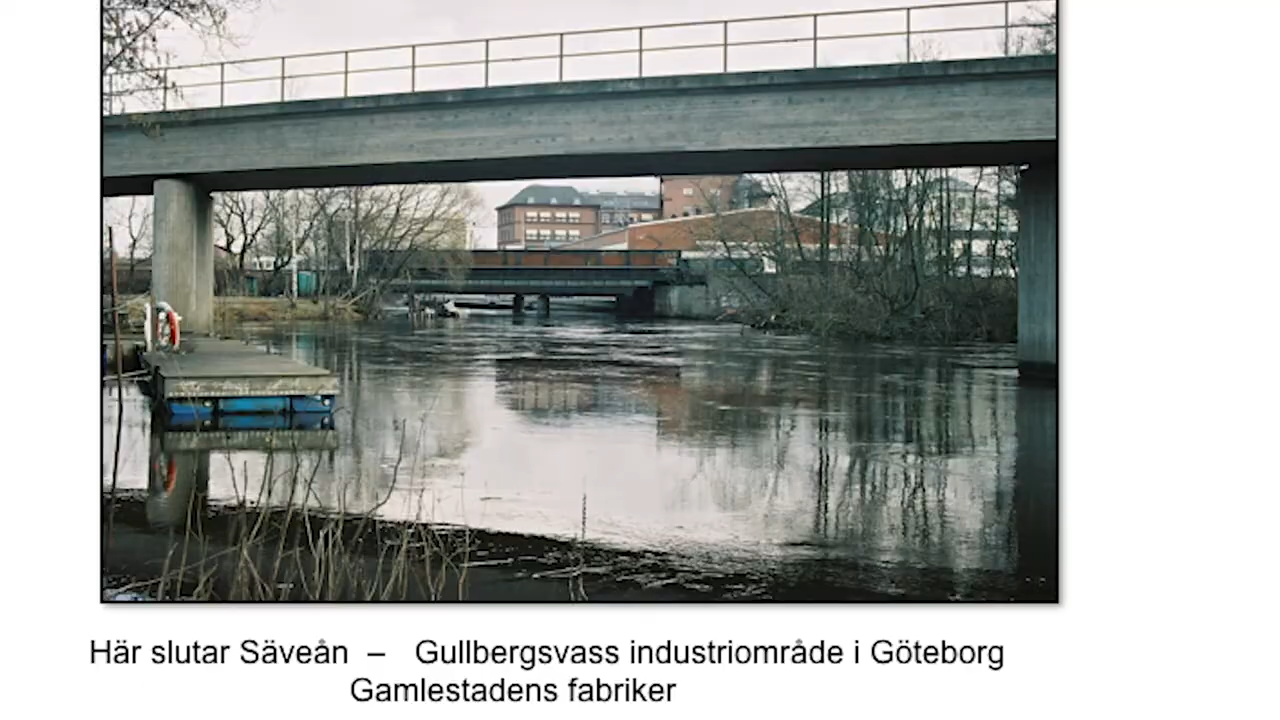 Här slutar Säveån – Gullbergsvass industriområde i Göteborg
Gamlestadens fabriker